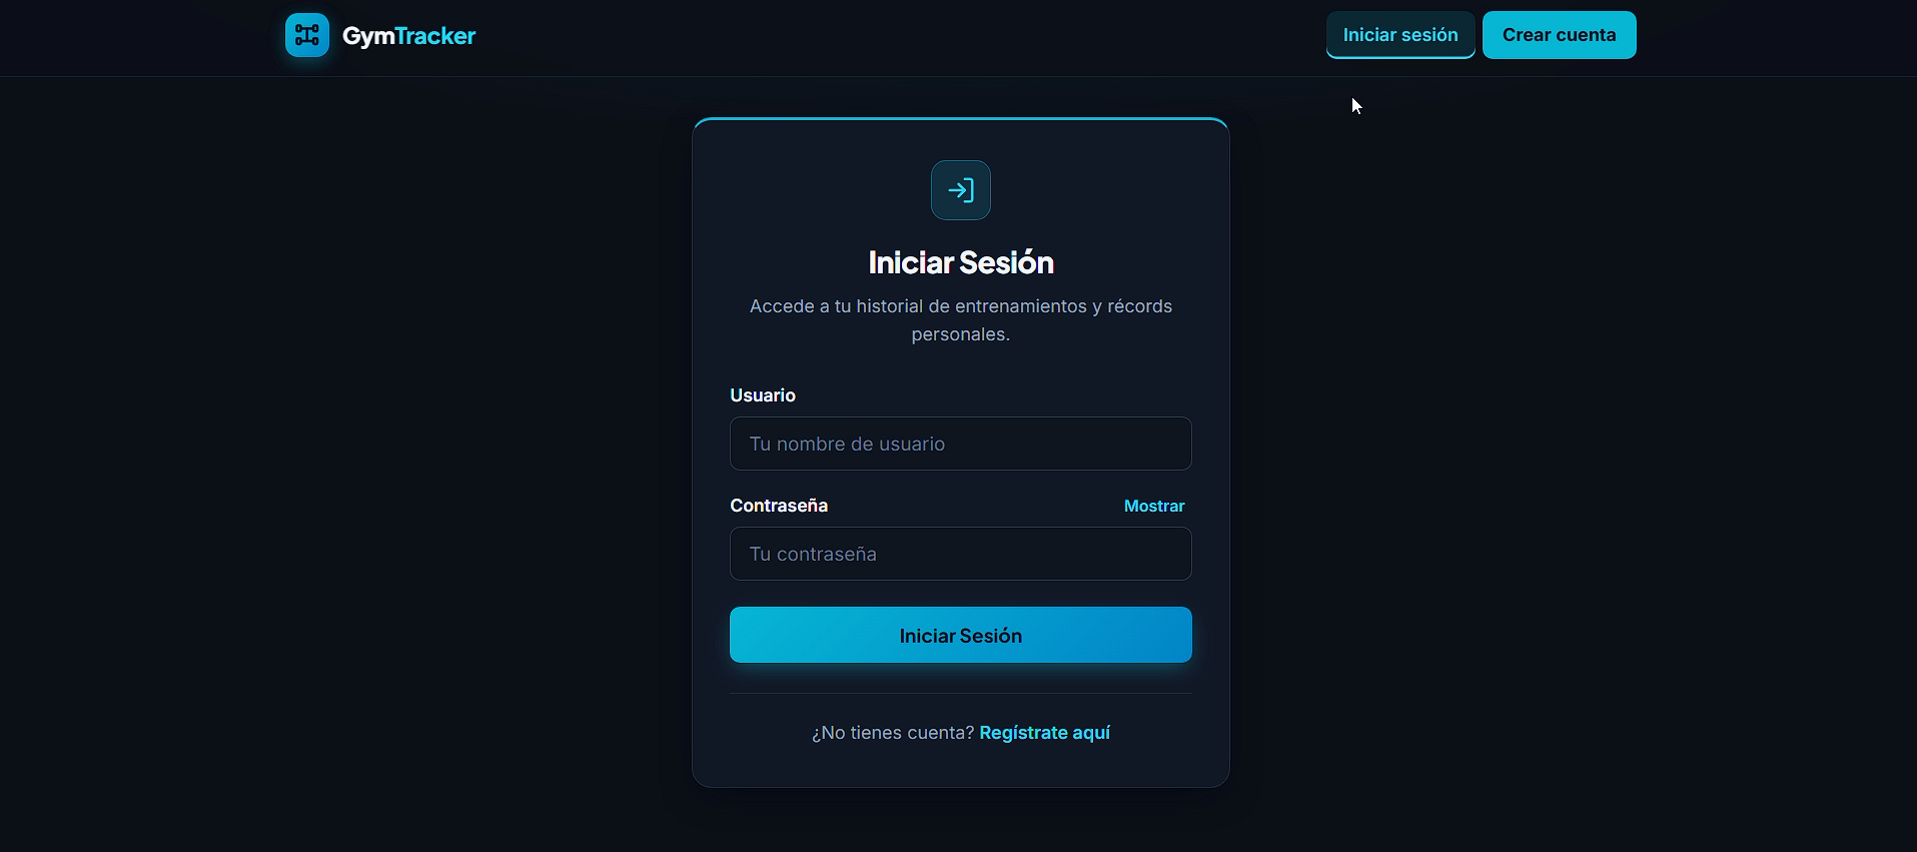 GymTracker
Iniciar sesión
Crear cuenta
Iniciar Sesión
Accede a tu historial de entrenamientos y récords
personales.
Usuario
Tu nombre de usuario
Contraseña
Mostrar
Tu contraseña
Iniciar Sesión
¿No tienes cuenta? Regístrate aquí